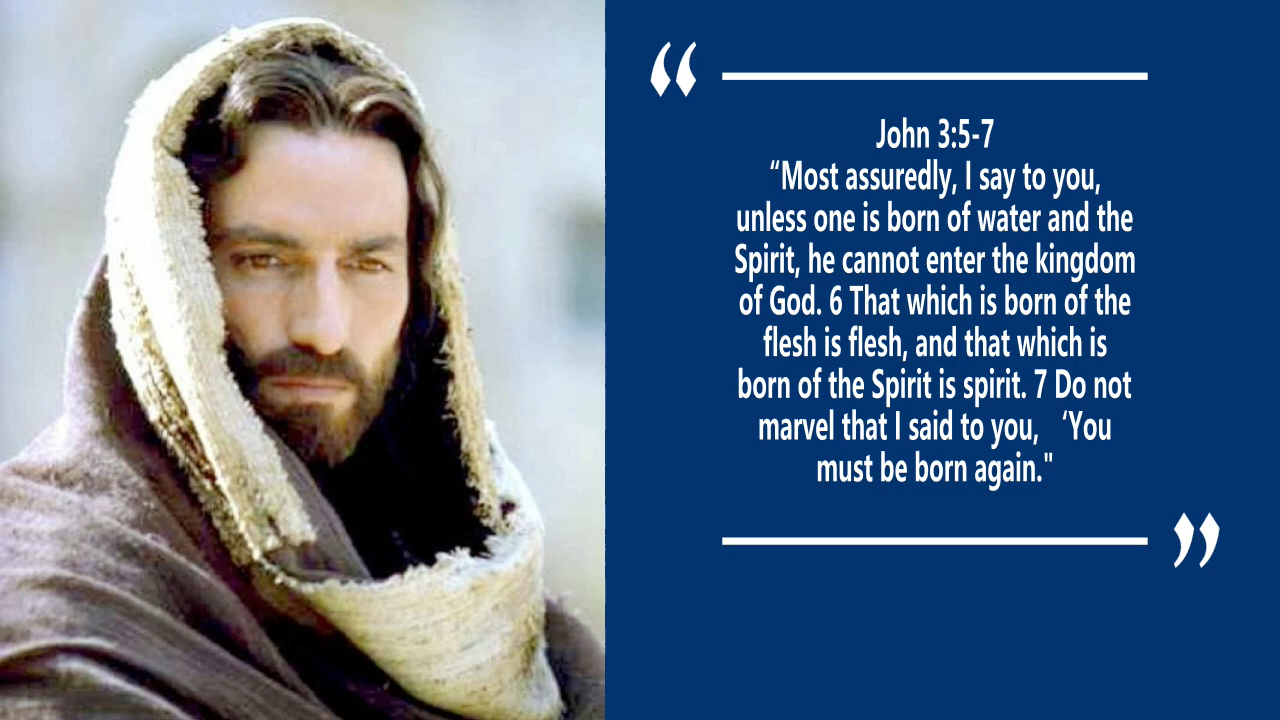 John 3:5-7
“Most assuredly, I say to you,
unless one is born of water and the
Spirit, he cannot enter the kingdom
of God. 6 That which is born of the
flesh is flesh, and that which is
born of the Spirit is spirit. 7 Do not
marvel that I said to you,   ‘You
must be born again."